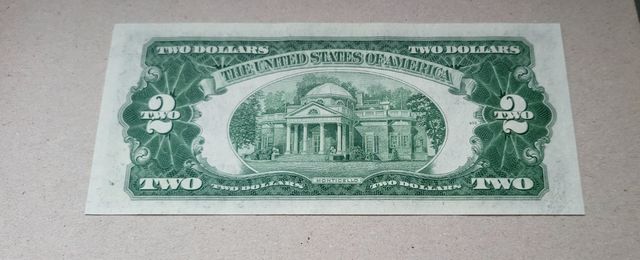 TWO DOLLARS TWO DOLLARS
THE UNITED STATES OF AMERICA
2 2
TWO TWO
MONTICELLO
TWO TWO DOLLARS TWO DOLLARS TWO